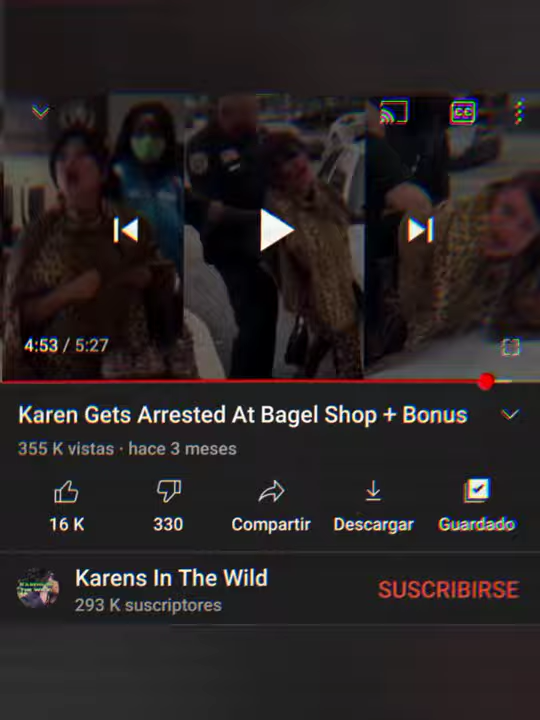 CC
4:53 / 5:27
Karen Gets Arrested At Bagel Shop + Bonus
355 K vistas · hace 3 meses
16 K
330
Compartir
Descargar
Guardado
Karens In The Wild
293 K suscriptores
SUSCRIBIRSE